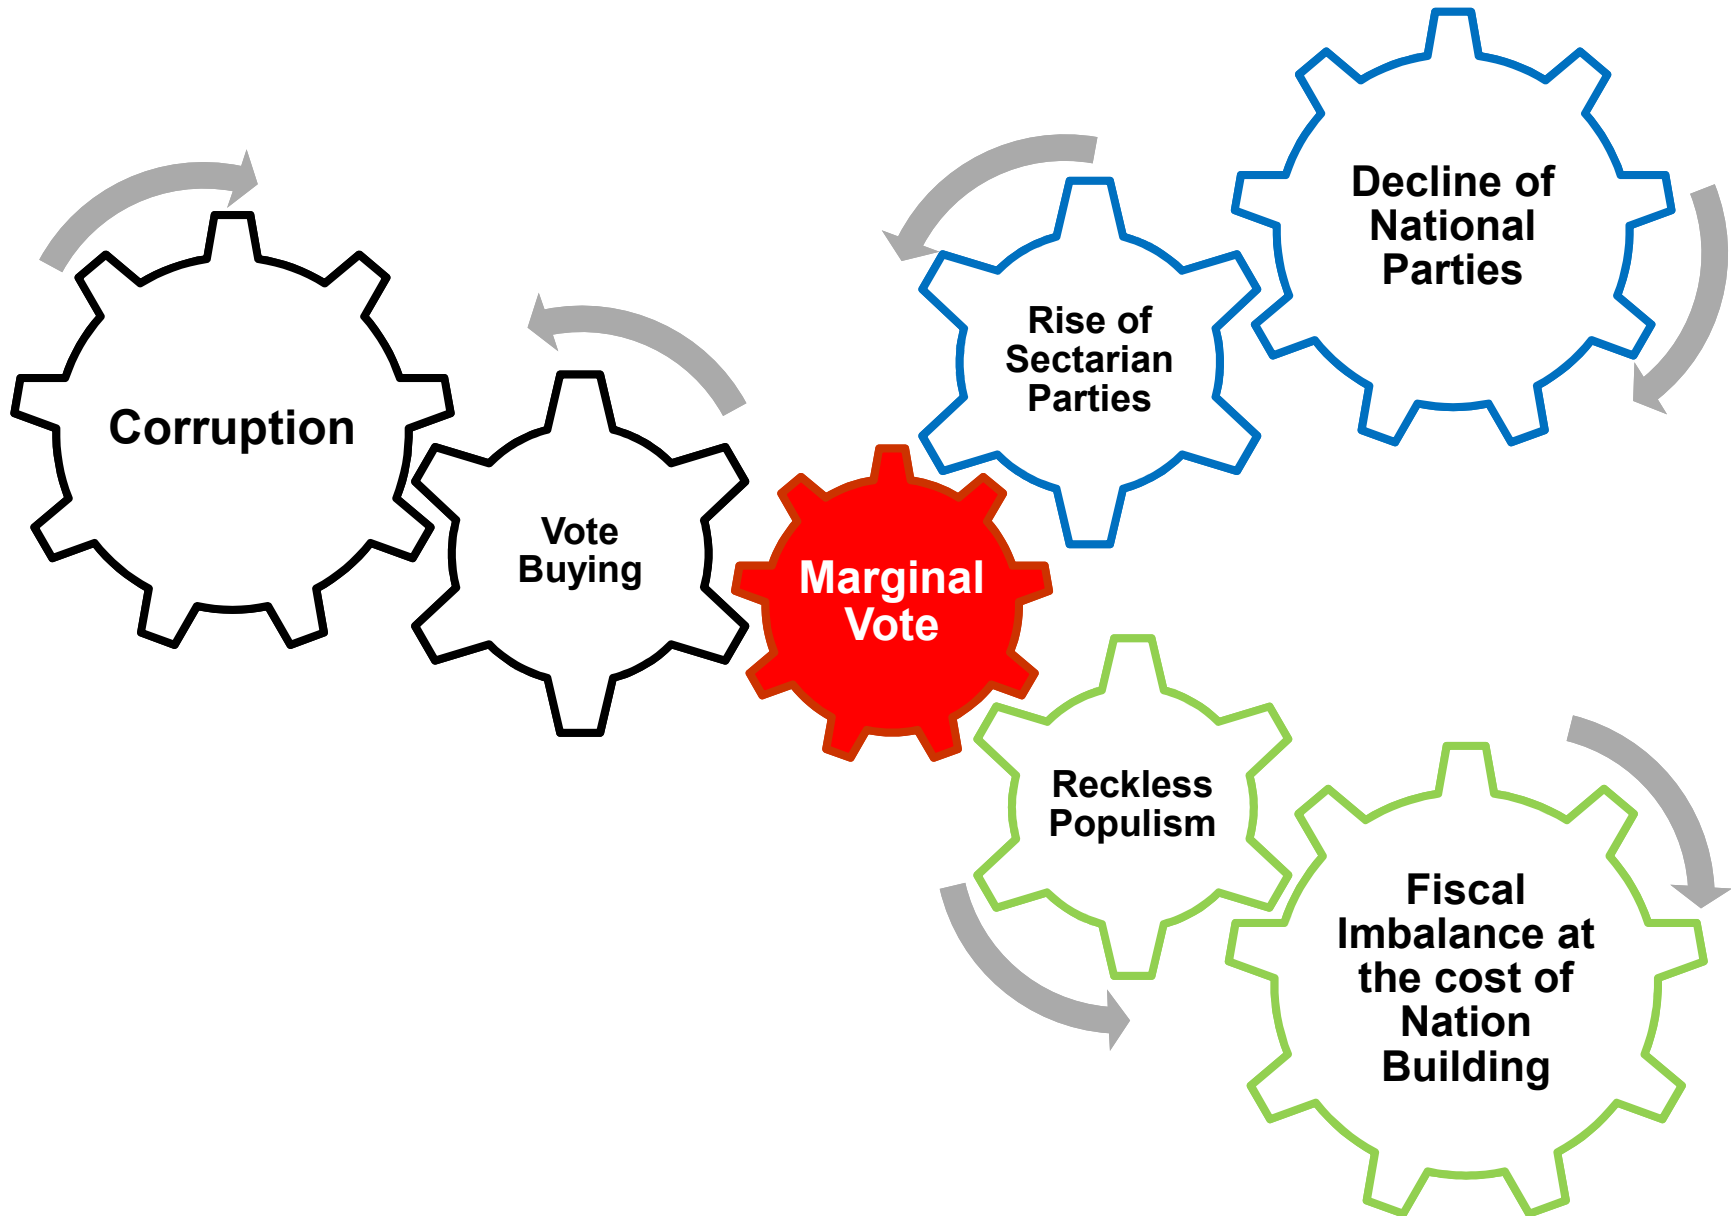 Corruption
Vote
Buying
Marginal
Vote
Rise of
Sectarian
Parties
Decline of
National
Parties
Reckless
Populism
Fiscal
Imbalance at
the cost of
Nation
Building